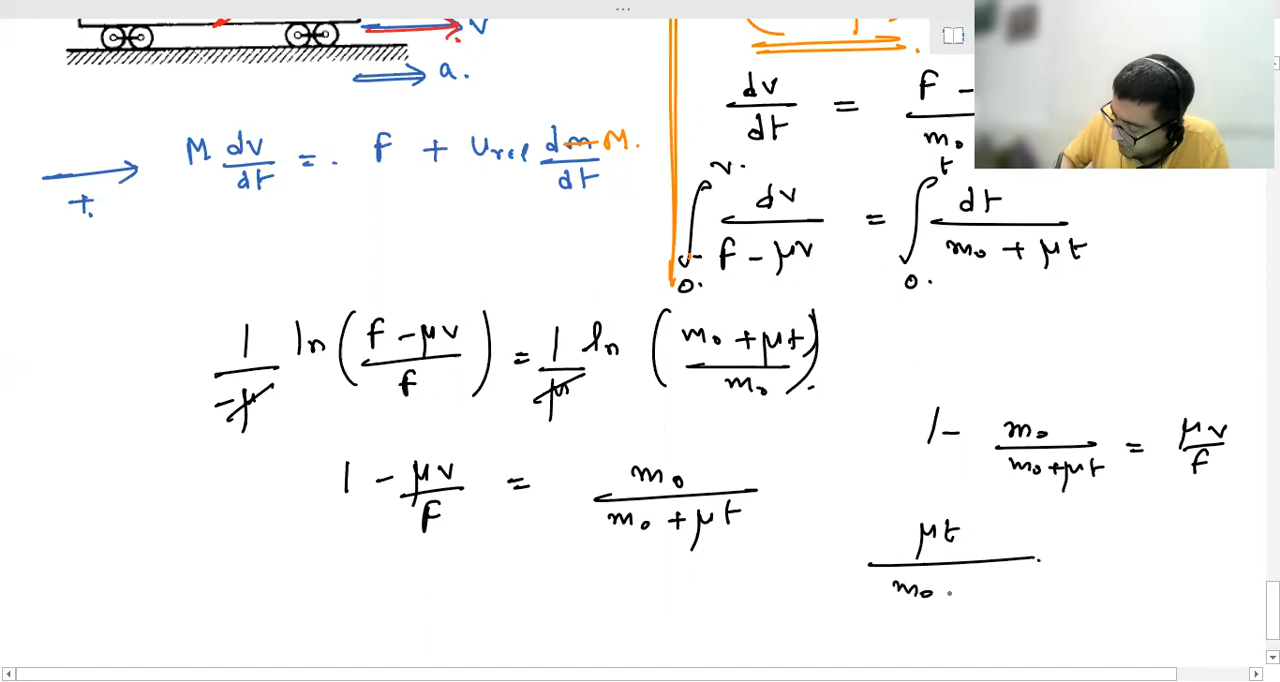 v
a.
M dv/dt = . F + Urel dM/dt.
+.
dv/dt = F − / m₀
∫₀^v dv/(F − μv) = ∫₀^t dt/(m₀ + μt)
1/−μ ln (F − μv / F) = 1/μ ln (m₀ + μt / m₀).
1 − μv/F = m₀/(m₀ + μt)
1 − m₀/(m₀+μt) = μv/F
μt
m₀